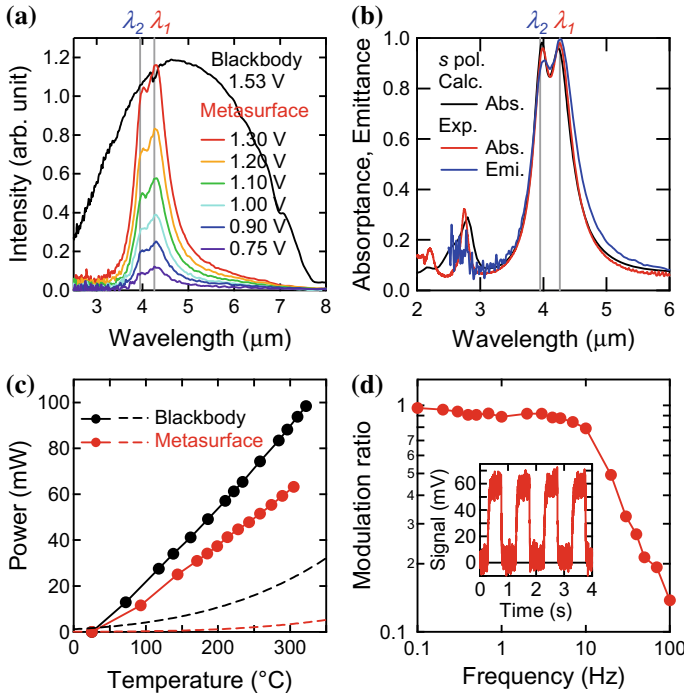 (a)
λ2 λ1
Intensity (arb. unit)
1.2
1.0
0.8
0.6
0.4
0.2
0.0
Blackbody
1.53 V
Metasurface
1.30 V
1.20 V
1.10 V
1.00 V
0.90 V
0.75 V
3 4 5 6 7 8
Wavelength (μm)
(b)
λ2 λ1
Absorptance, Emittance
1.0
0.8
0.6
0.4
0.2
0.0
s pol.
Calc.
Abs.
Exp.
Abs.
Emi.
2 3 4 5 6
Wavelength (μm)
(c)
Power (mW)
100
80
60
40
20
0
Blackbody
Metasurface
0 100 200 300
Temperature (°C)
(d)
Modulation ratio
1
8
7
6
5
4
3
2
0.1
Signal (mV)
60
40
20
0
0 1 2 3 4
Time (s)
0.1 1 10 100
Frequency (Hz)